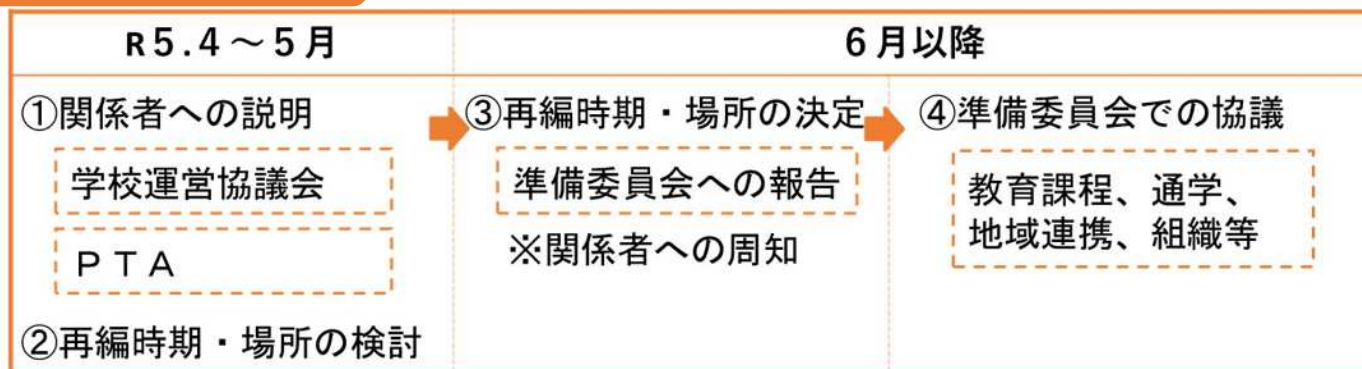 R5.4～5月
6月以降
①関係者への説明
学校運営協議会
PTA
②再編時期・場所の検討
③再編時期・場所の決定
準備委員会への報告
※関係者への周知
④準備委員会での協議
教育課程、通学、
地域連携、組織等